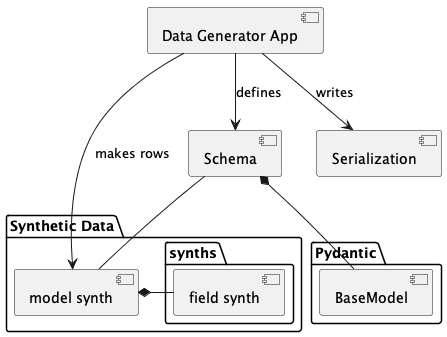 Data Generator App
defines
writes
makes rows
Schema
Serialization
Synthetic Data
synths
Pydantic
model synth
field synth
BaseModel